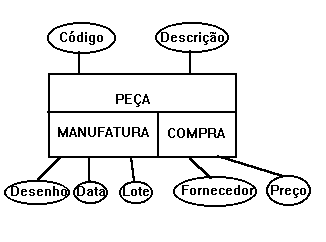 Código Descrição
PEÇA
MANUFATURA COMPRA
Desenho Data Lote Fornecedor Preço